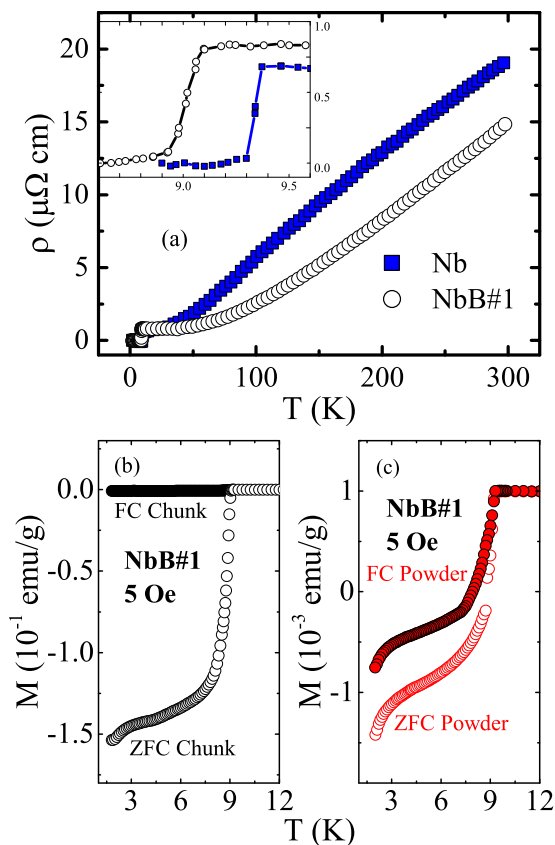 20
15
10
5
0
ρ (μΩ cm)
1.0
0.5
0.0
9.0
9.5
(a)
Nb
NbB#1
0
100
200
300
T (K)
(b)
0.0
-0.5
-1.0
-1.5
M (10⁻¹ emu/g)
FC Chunk
NbB#1
5 Oe
ZFC Chunk
3
6
9
12
(c)
1
0
-1
M (10⁻³ emu/g)
NbB#1
5 Oe
FC Powder
ZFC Powder
3
6
9
12
T (K)